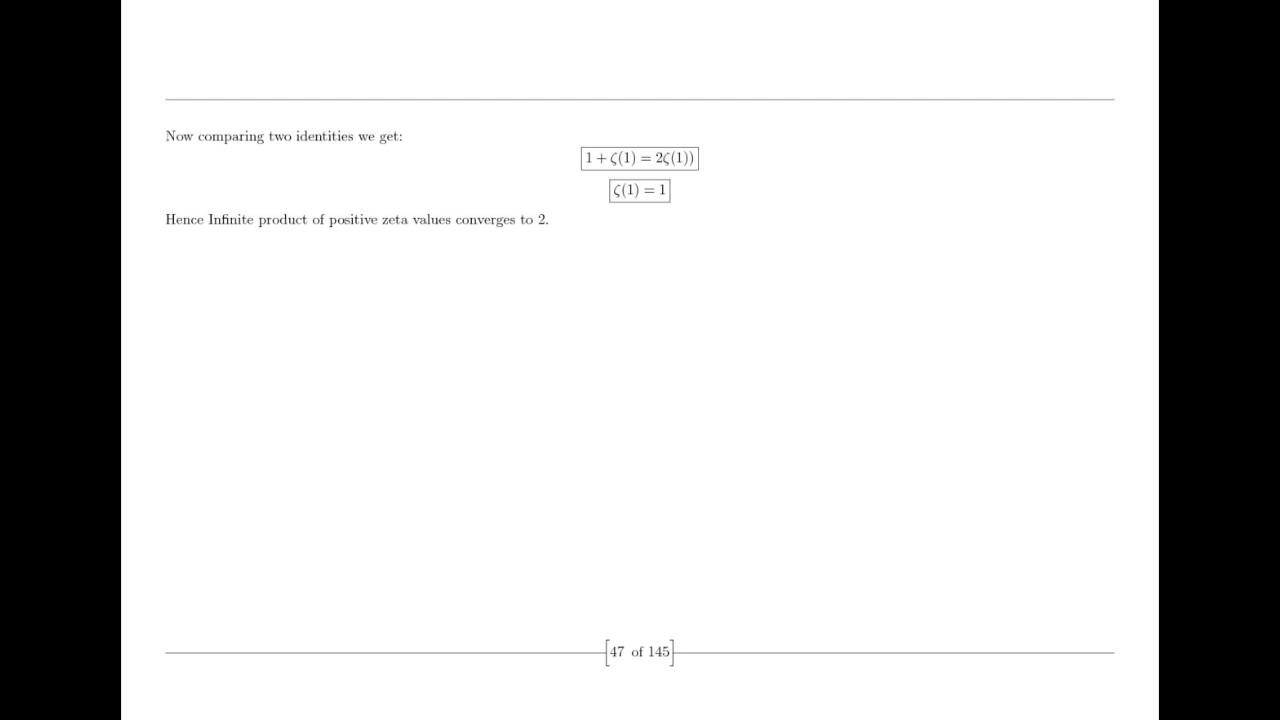 Now comparing two identities we get:
1 + ζ(1) = 2ζ(1))
ζ(1) = 1
Hence Infinite product of positive zeta values converges to 2.
[47 of 145]